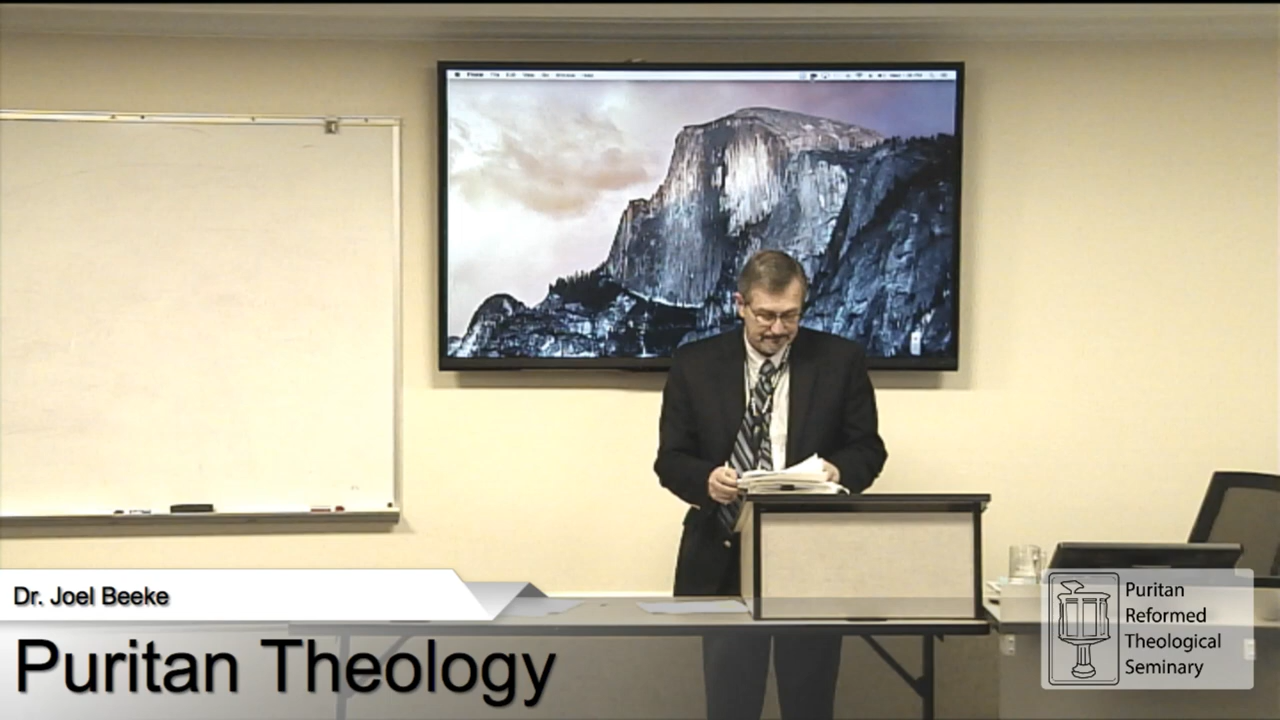 Dr. Joel Beeke
Puritan Theology
Puritan
Reformed
Theological
Seminary